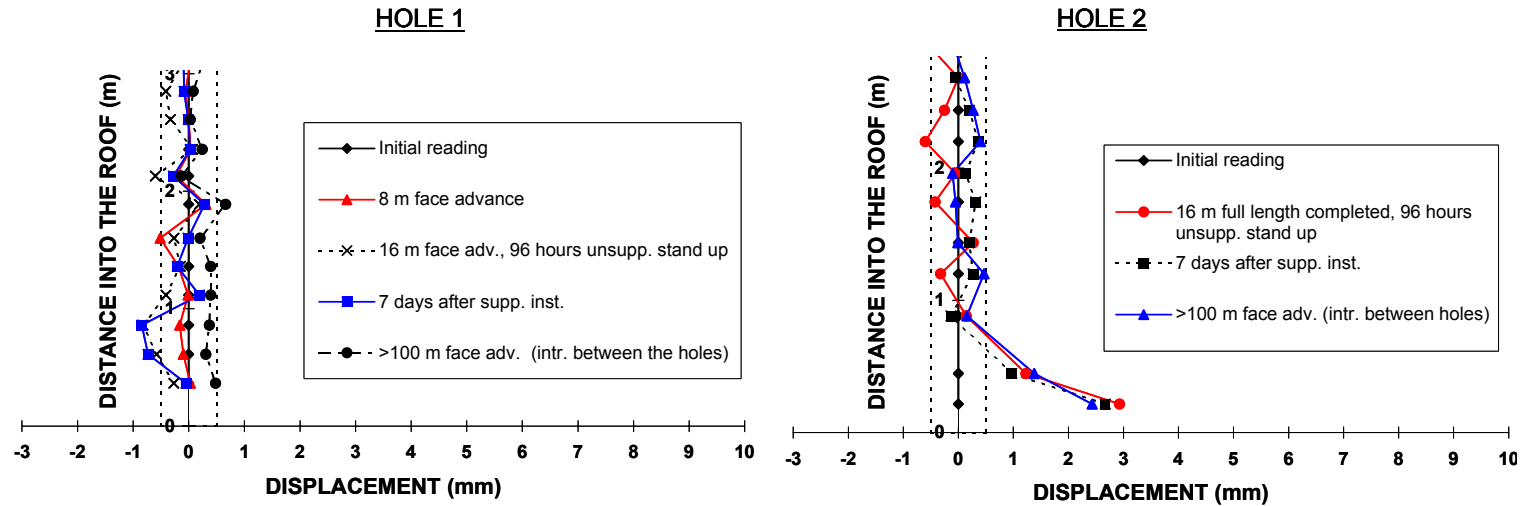 HOLE 1
DISTANCE INTO THE ROOF (m)
3
2
1
0
Initial reading
8 m face advance
16 m face adv., 96 hours unsupp. stand up
7 days after supp. inst.
>100 m face adv. (intr. between the holes)
-3 -2 -1 0 1 2 3 4 5 6 7 8 9 10
DISPLACEMENT (mm)
HOLE 2
DISTANCE INTO THE ROOF (m)
2
1
0
Initial reading
16 m full length completed, 96 hours
unsupp. stand up
7 days after supp. inst.
>100 m face adv. (intr. between holes)
-3 -2 -1 0 1 2 3 4 5 6 7 8 9 10
DISPLACEMENT (mm)